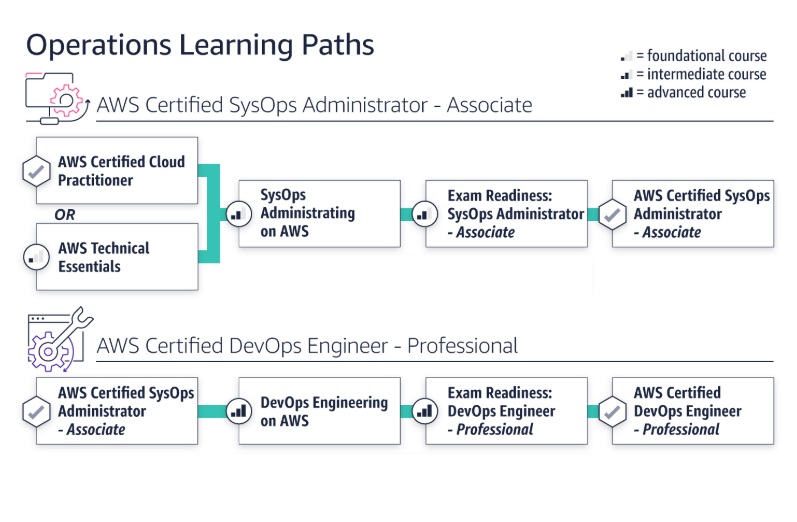 Operations Learning Paths
= foundational course
= intermediate course
= advanced course
AWS Certified SysOps Administrator - Associate
AWS Certified Cloud
Practitioner
OR
AWS Technical
Essentials
SysOps
Administrating
on AWS
Exam Readiness:
SysOps Administrator
- Associate
AWS Certified SysOps
Administrator
- Associate
AWS Certified DevOps Engineer - Professional
AWS Certified SysOps
Administrator
- Associate
DevOps Engineering
on AWS
Exam Readiness:
DevOps Engineer
- Professional
AWS Certified
DevOps Engineer
- Professional